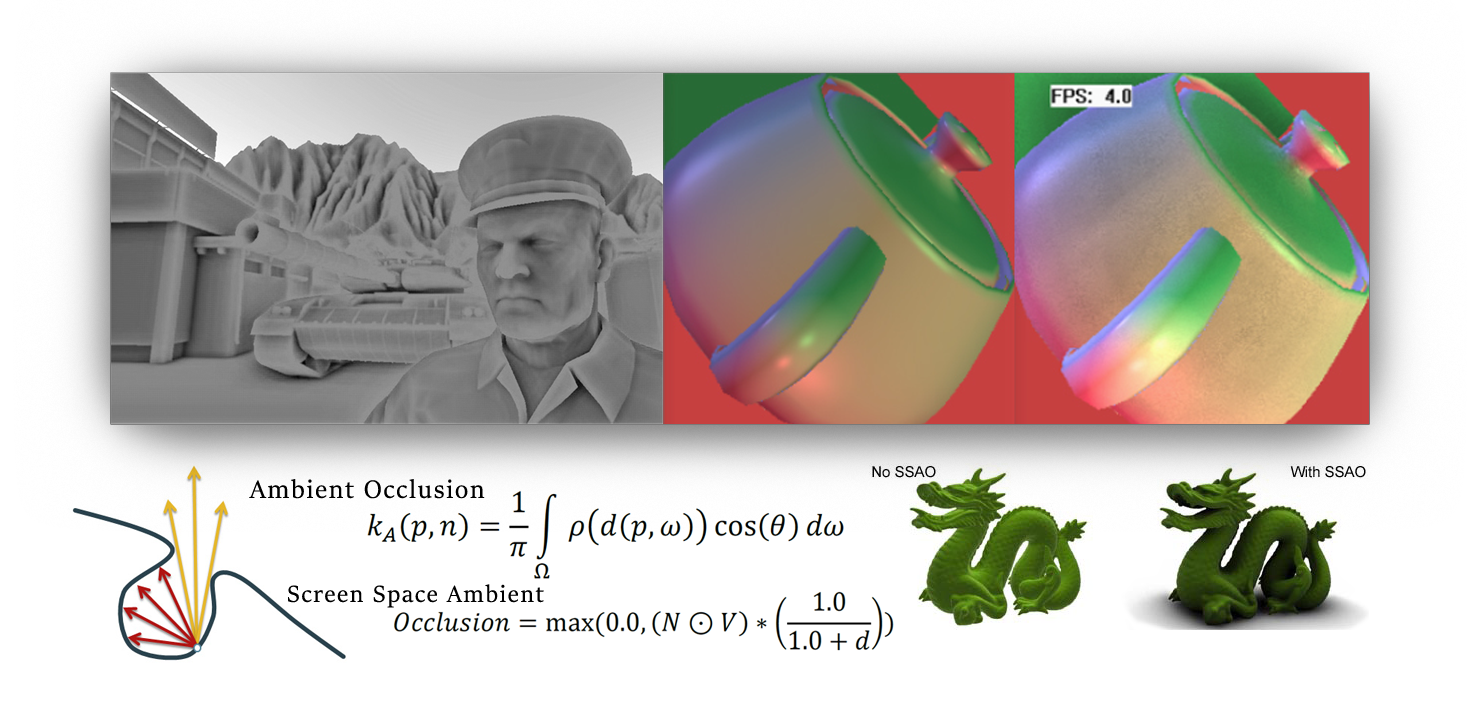 FPS: 4.0
Ambient Occlusion
k_A(p, n) = 1/π ∫_Ω ρ(d(p, ω)) cos(θ) dω
Screen Space Ambient
Occlusion = max(0.0, (N ⊙ V) * (1.0 / 1.0 + d))
No SSAO
With SSAO